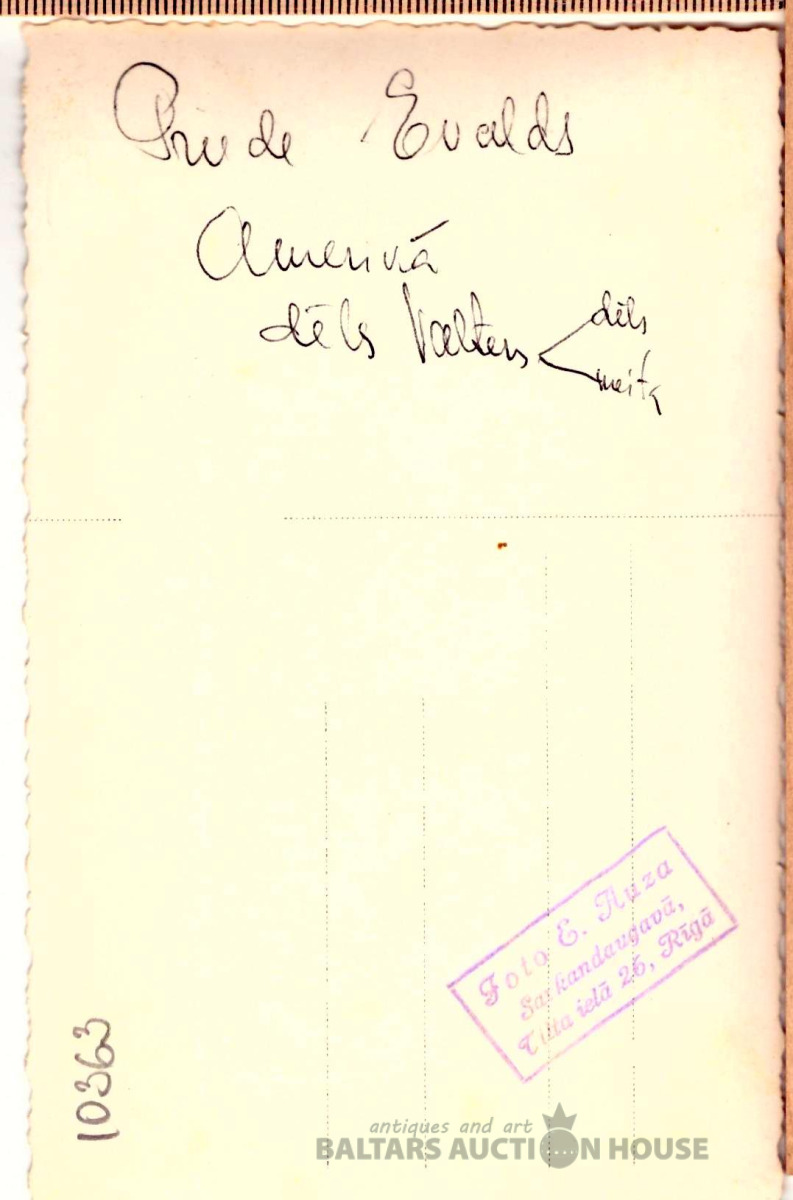 Prude Evalds
Amerikā
dēls Valters
dēls
meita
Foto E. Auza
Sarkandaugavā,
Tilta ielā 25, Rīgā
10363
antiques and art
BALTARS AUCTION HOUSE